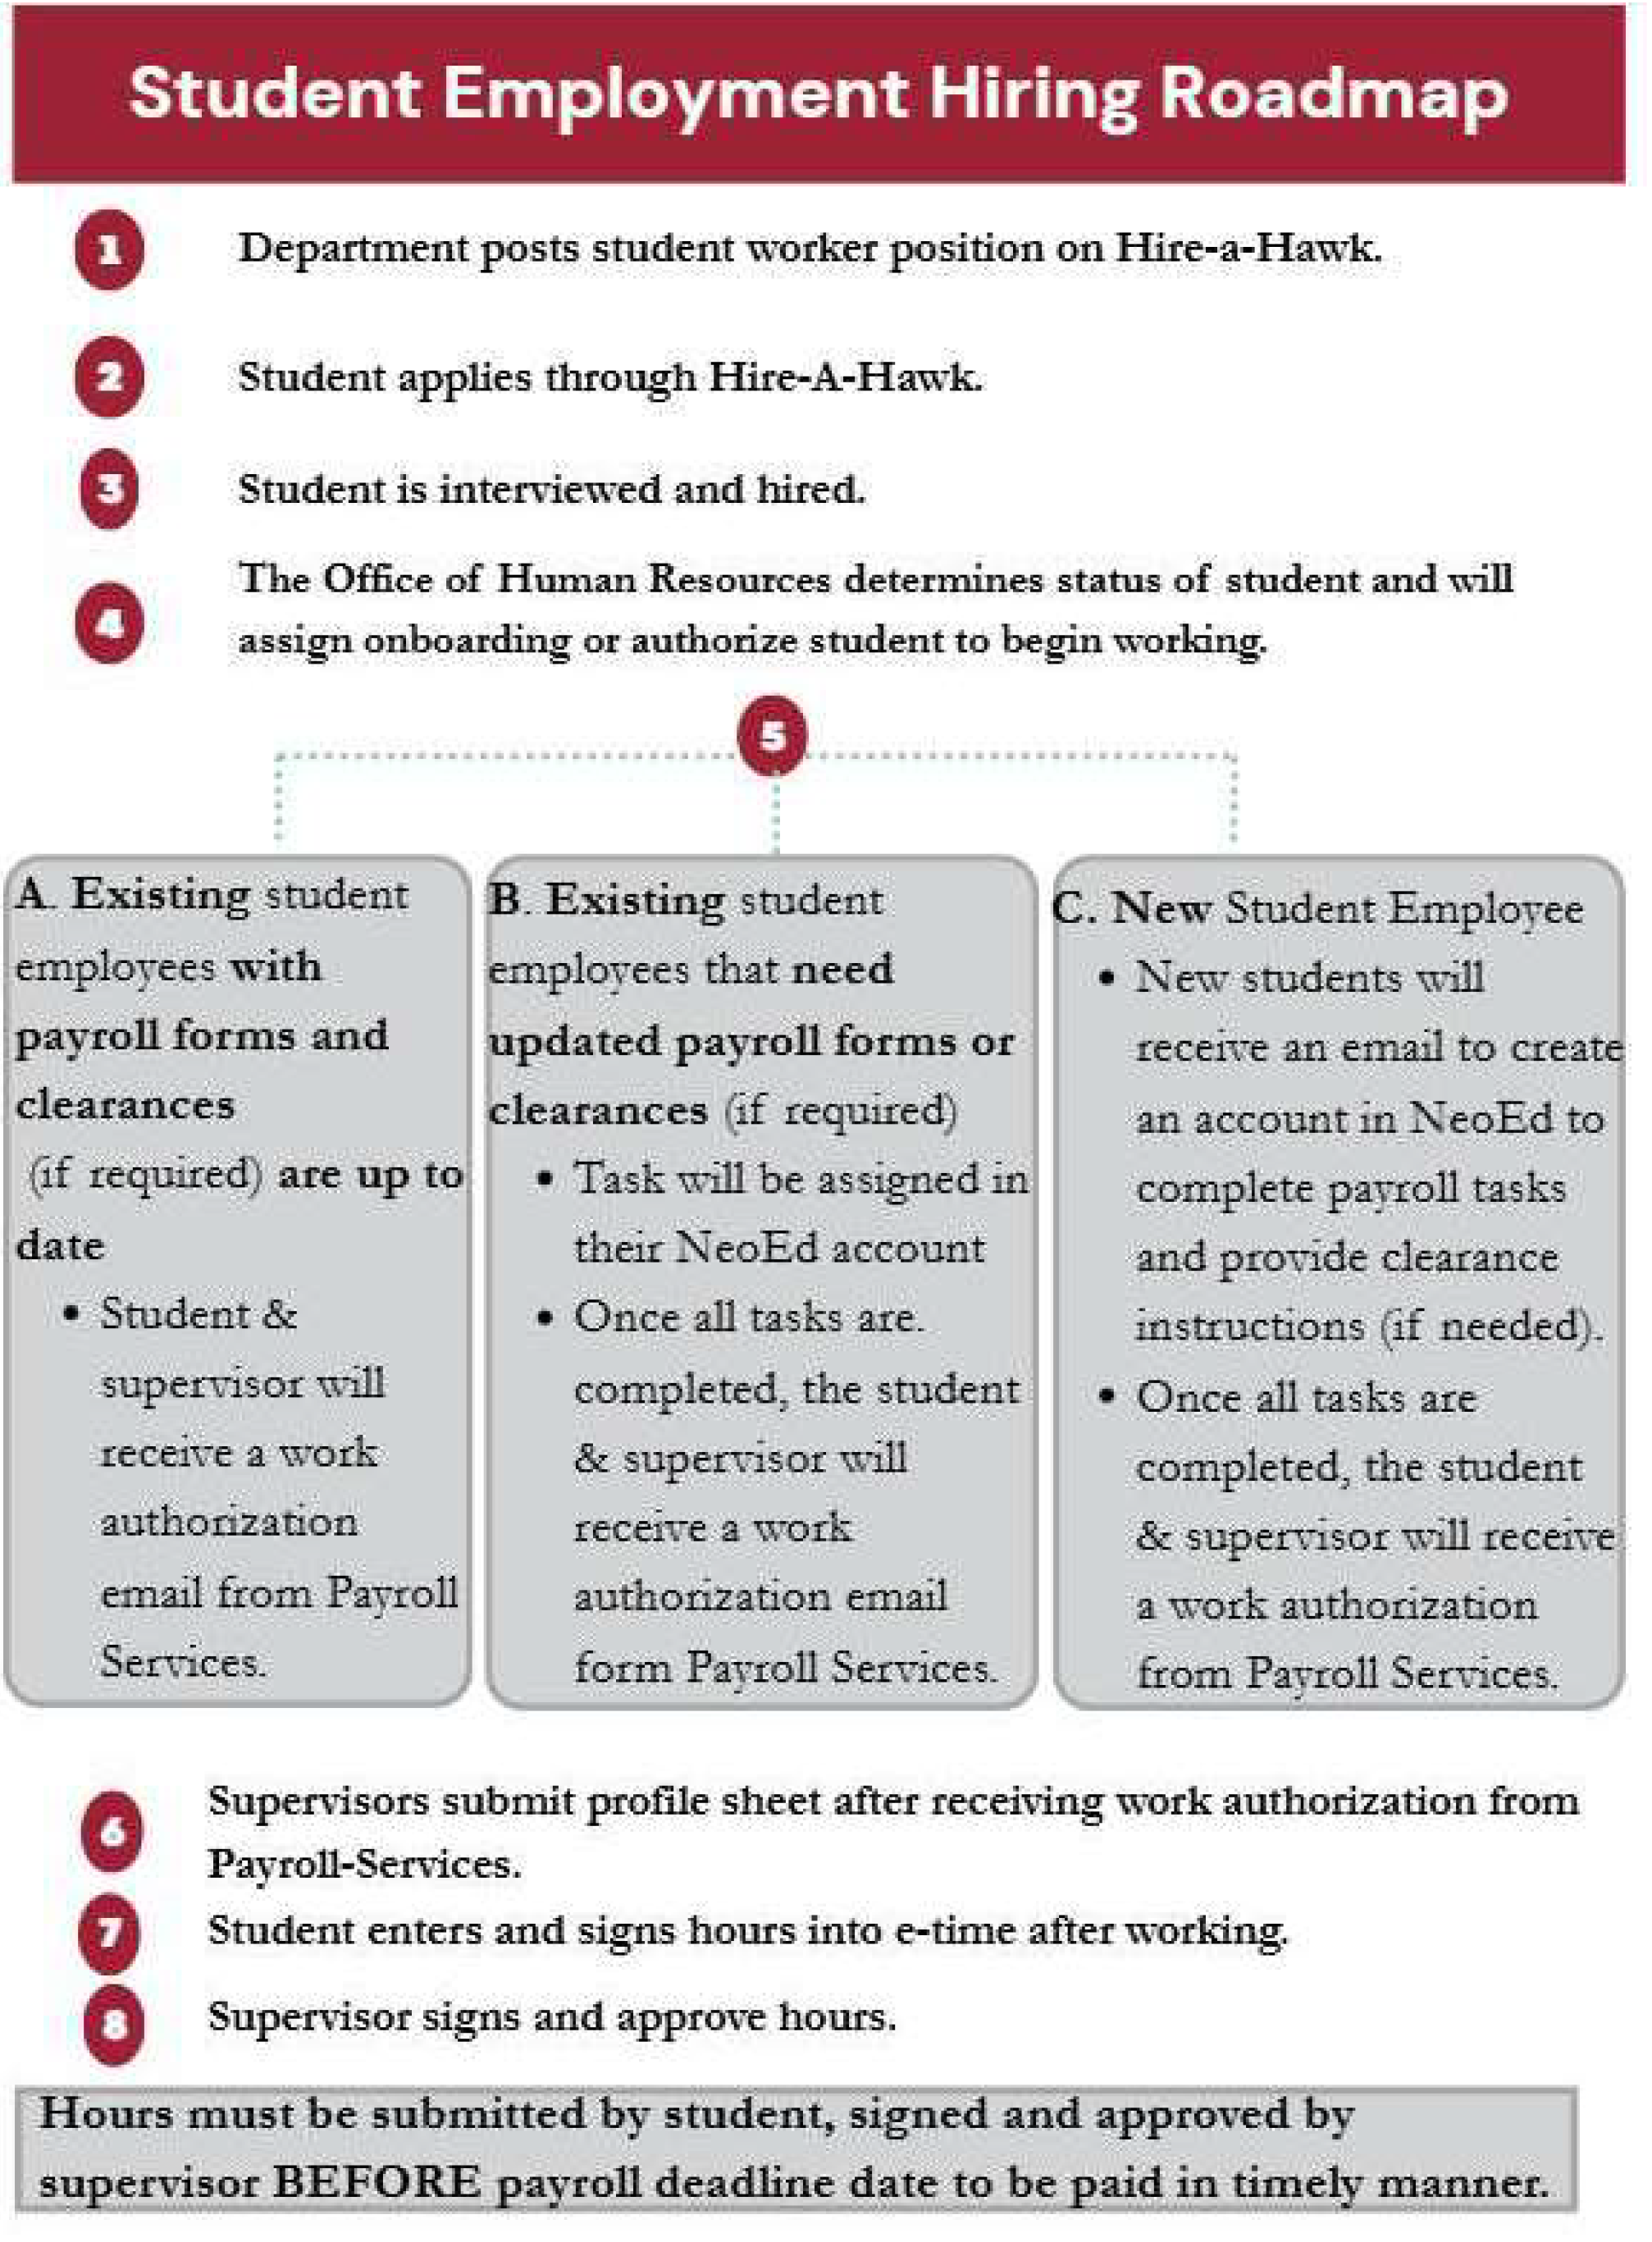 Student Employment Hiring Roadmap
1
Department posts student worker position on Hire-a-Hawk.
2
Student applies through Hire-A-Hawk.
3
Student is interviewed and hired.
4
The Office of Human Resources determines status of student and will
assign onboarding or authorize student to begin working.
5
A. Existing student
employees with
payroll forms and
clearances
(if required) are up to
date
• Student &
supervisor will
receive a work
authorization
email from Payroll
Services.
B. Existing student
employees that need
updated payroll forms or
clearances (if required)
• Task will be assigned in
their NeoEd account
• Once all tasks are.
completed, the student
& supervisor will
receive a work
authorization email
form Payroll Services.
C. New Student Employee
• New students will
receive an email to create
an account in NeoEd to
complete payroll tasks
and provide clearance
instructions (if needed).
• Once all tasks are
completed, the student
& supervisor will receive
a work authorization
from Payroll Services.
6
Supervisors submit profile sheet after receiving work authorization from
Payroll-Services.
7
Student enters and signs hours into e-time after working.
8
Supervisor signs and approve hours.
Hours must be submitted by student, signed and approved by
supervisor BEFORE payroll deadline date to be paid in timely manner.